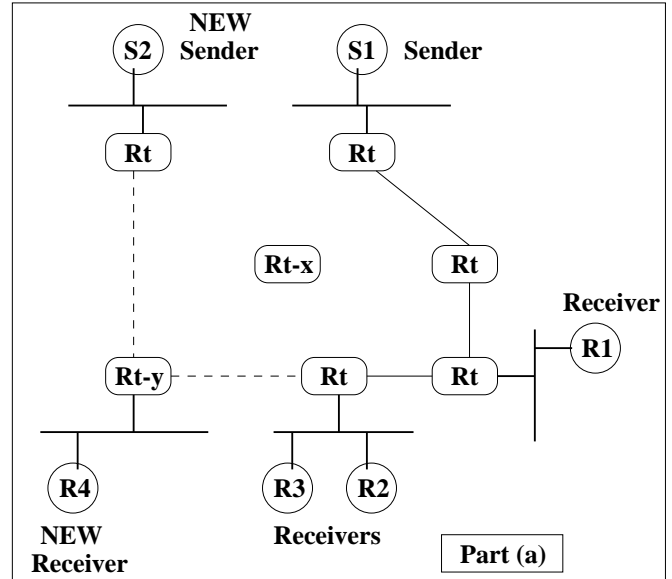 NEW
S2 Sender S1 Sender
Rt Rt
Rt-x Rt
Receiver
R1
Rt-y Rt Rt
R4 R3 R2
NEW Receivers
Receiver
Part (a)